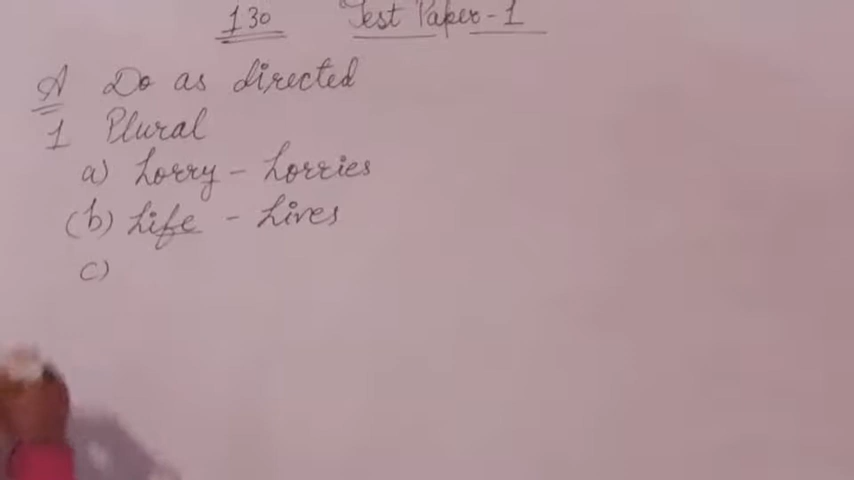 130 Test Paper-1
A Do as directed
1 Plural
a) Lorry - Lorries
(b) Life - Lives
c)